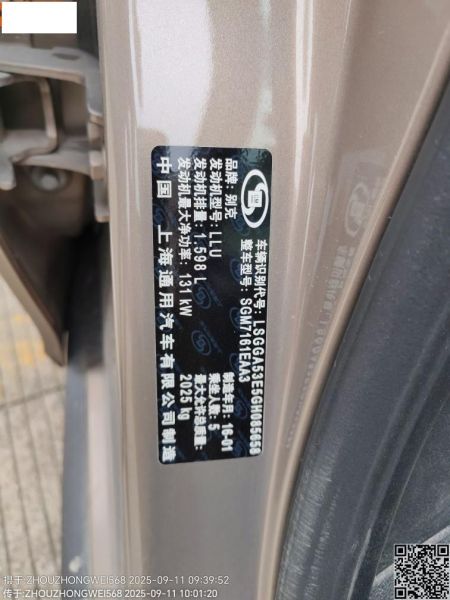 品牌: 别克
发动机型号: LLU
发动机排量: 1.598 L
发动机最大净功率: 131 kW
车辆识别代号: LSGGA53E5GH085658
整车型号: SGM7161EAA3
制造年月: 16-01
乘坐人数: 5
最大允许总质量: 2025 kg
中国 上海通用汽车有限公司制造
摄于:ZHOUZHONGWEI568 2025-09-11 09:39:52
传于:ZHOUZHONGWEI568 2025-09-11 10:01:20